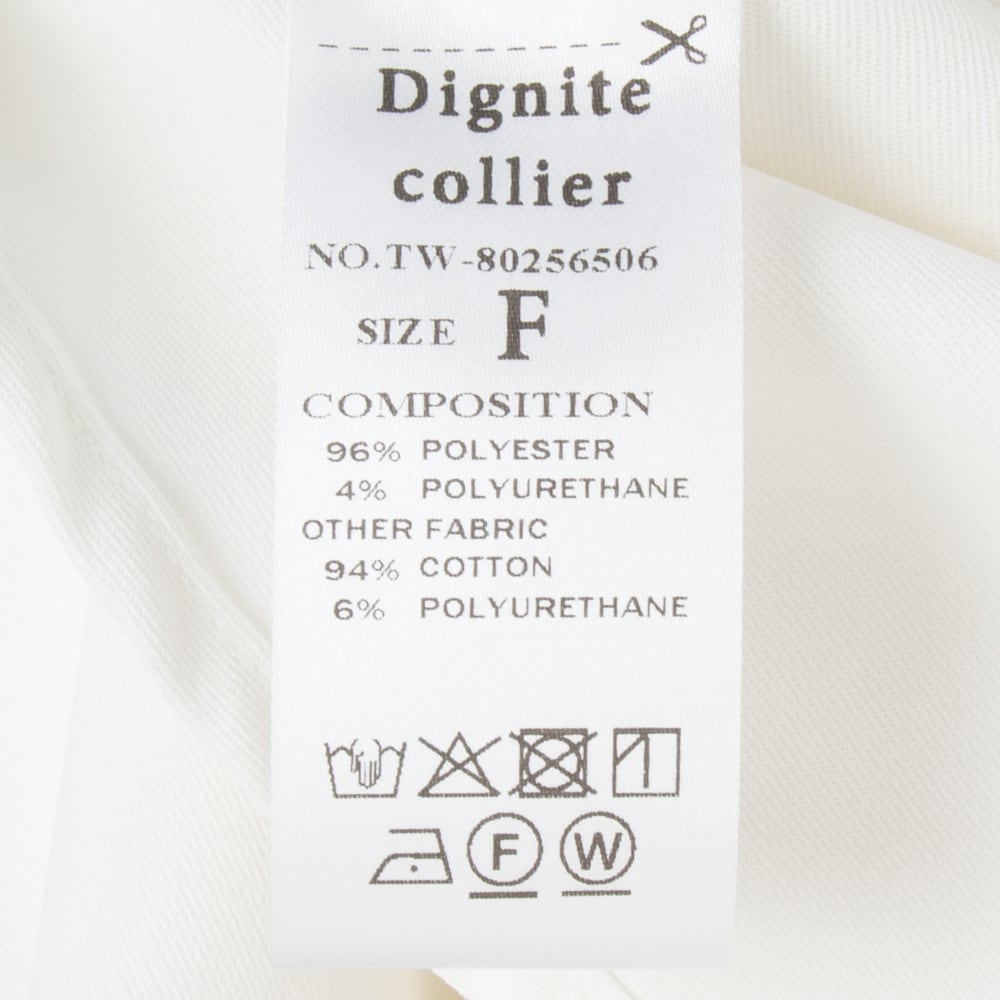 Dignite
collier
NO.TW-80256506
SIZE F
COMPOSITION
96% POLYESTER
4% POLYURETHANE
OTHER FABRIC
94% COTTON
6% POLYURETHANE
F W